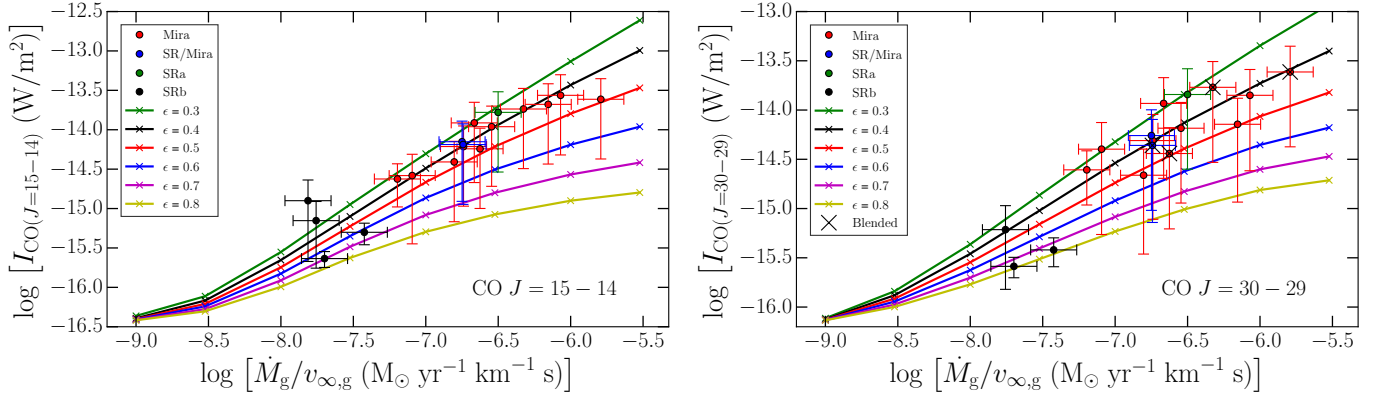 −12.5
−13.0
−13.5
−14.0
−14.5
−15.0
−15.5
−16.0
−16.5
log [I_CO(J=15−14) (W/m²)]
Mira
SR/Mira
SRa
SRb
ϵ = 0.3
ϵ = 0.4
ϵ = 0.5
ϵ = 0.6
ϵ = 0.7
ϵ = 0.8
CO J = 15 − 14
−9.0 −8.5 −8.0 −7.5 −7.0 −6.5 −6.0 −5.5
log [Ṁ_g/v_∞,g (M_⊙ yr⁻¹ km⁻¹ s)]
−13.0
−13.5
−14.0
−14.5
−15.0
−15.5
−16.0
log [I_CO(J=30−29) (W/m²)]
Mira
SR/Mira
SRa
SRb
ϵ = 0.3
ϵ = 0.4
ϵ = 0.5
ϵ = 0.6
ϵ = 0.7
ϵ = 0.8
Blended
CO J = 30 − 29
−9.0 −8.5 −8.0 −7.5 −7.0 −6.5 −6.0 −5.5
log [Ṁ_g/v_∞,g (M_⊙ yr⁻¹ km⁻¹ s)]